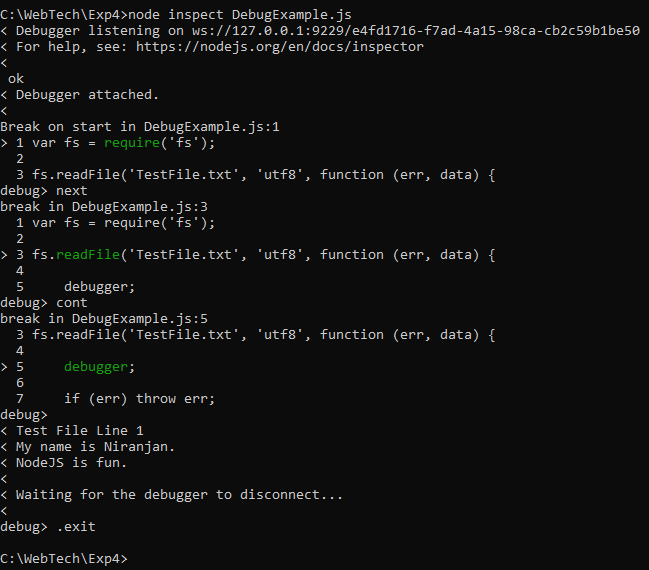 C:\WebTech\Exp4>node inspect DebugExample.js
< Debugger listening on ws://127.0.0.1:9229/e4fd1716-f7ad-4a15-98ca-cb2c59b1be50
< For help, see: https://nodejs.org/en/docs/inspector
<
 ok
< Debugger attached.
<
Break on start in DebugExample.js:1
> 1 var fs = require('fs');
  2
  3 fs.readFile('TestFile.txt', 'utf8', function (err, data) {
debug> next
break in DebugExample.js:3
  1 var fs = require('fs');
  2
> 3 fs.readFile('TestFile.txt', 'utf8', function (err, data) {
  4
  5     debugger;
debug> cont
break in DebugExample.js:5
  3 fs.readFile('TestFile.txt', 'utf8', function (err, data) {
  4
> 5     debugger;
  6
  7     if (err) throw err;
debug>
< Test File Line 1
< My name is Niranjan.
< NodeJS is fun.
<
< Waiting for the debugger to disconnect...
<
debug> .exit

C:\WebTech\Exp4>